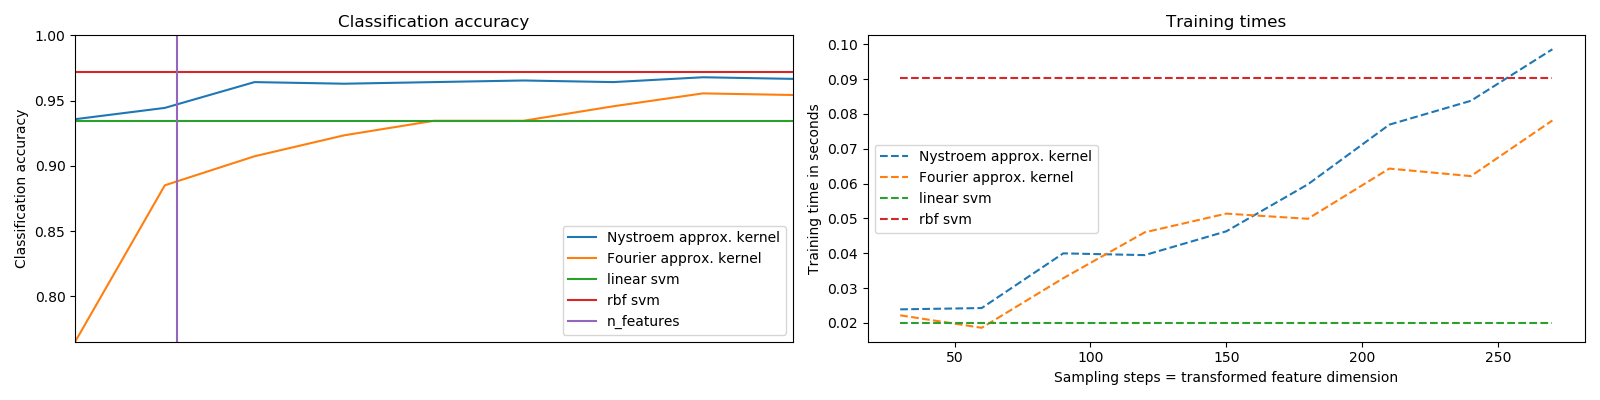 Classification accuracy
Classification accuracy
1.00
0.95
0.90
0.85
0.80
Nystroem approx. kernel
Fourier approx. kernel
linear svm
rbf svm
n_features
Training times
Training time in seconds
0.10
0.09
0.08
0.07
0.06
0.05
0.04
0.03
0.02
Nystroem approx. kernel
Fourier approx. kernel
linear svm
rbf svm
50
100
150
200
250
Sampling steps = transformed feature dimension